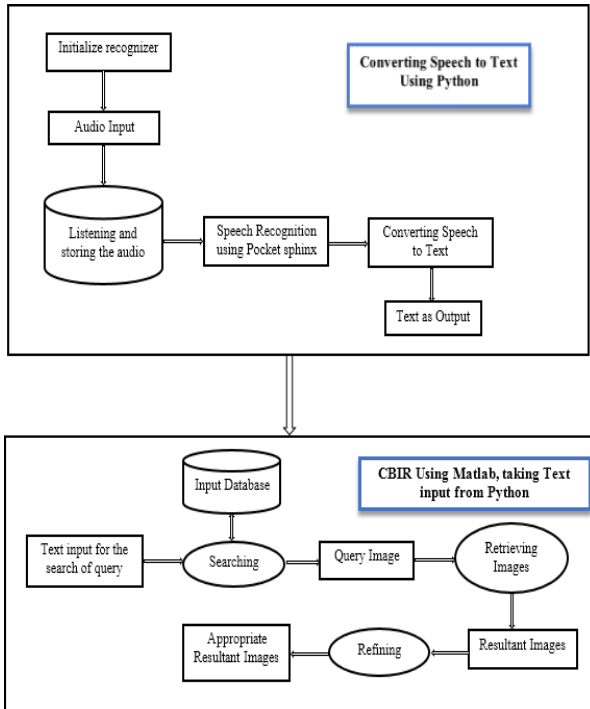 Initialize recognizer
Converting Speech to Text
Using Python
Audio Input
Listening and
storing the audio
Speech Recognition
using Pocket sphinx
Converting Speech
to Text
Text as Output
CBIR Using Matlab, taking Text
input from Python
Input Database
Text input for the
search of query
Searching
Query Image
Retrieving
Images
Appropriate
Resultant Images
Refining
Resultant Images